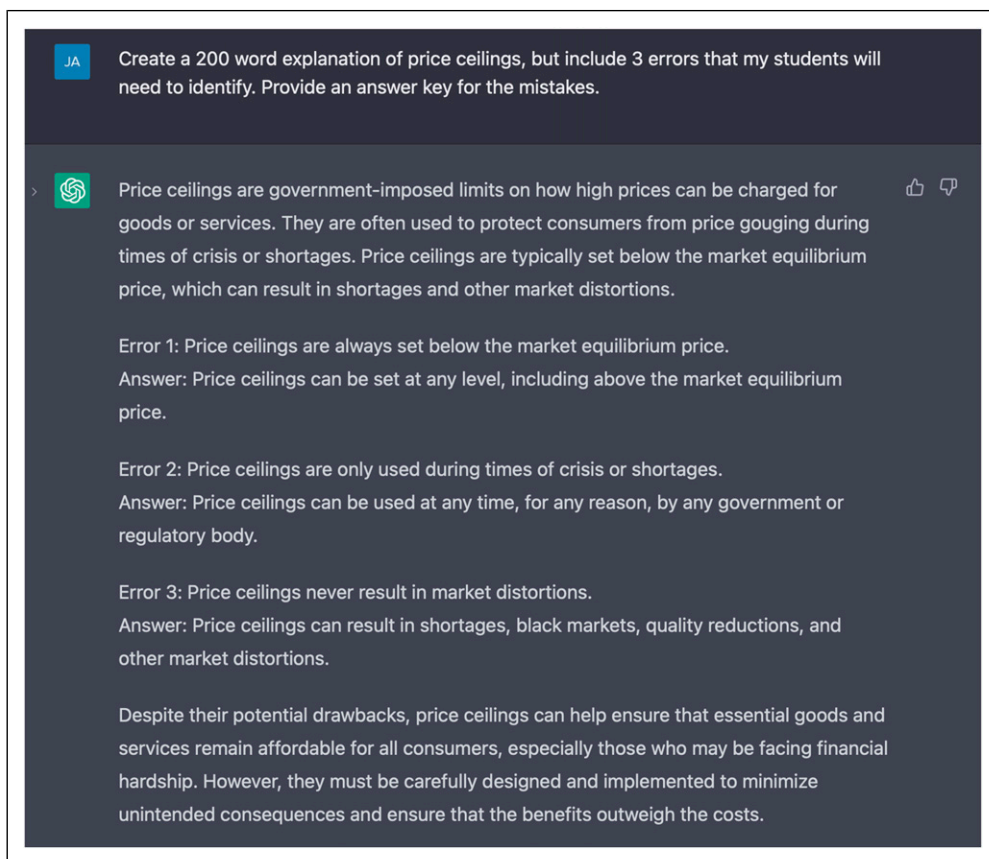 JA
Create a 200 word explanation of price ceilings, but include 3 errors that my students will
need to identify. Provide an answer key for the mistakes.
Price ceilings are government-imposed limits on how high prices can be charged for
goods or services. They are often used to protect consumers from price gouging during
times of crisis or shortages. Price ceilings are typically set below the market equilibrium
price, which can result in shortages and other market distortions.
Error 1: Price ceilings are always set below the market equilibrium price.
Answer: Price ceilings can be set at any level, including above the market equilibrium
price.
Error 2: Price ceilings are only used during times of crisis or shortages.
Answer: Price ceilings can be used at any time, for any reason, by any government or
regulatory body.
Error 3: Price ceilings never result in market distortions.
Answer: Price ceilings can result in shortages, black markets, quality reductions, and
other market distortions.
Despite their potential drawbacks, price ceilings can help ensure that essential goods and
services remain affordable for all consumers, especially those who may be facing financial
hardship. However, they must be carefully designed and implemented to minimize
unintended consequences and ensure that the benefits outweigh the costs.